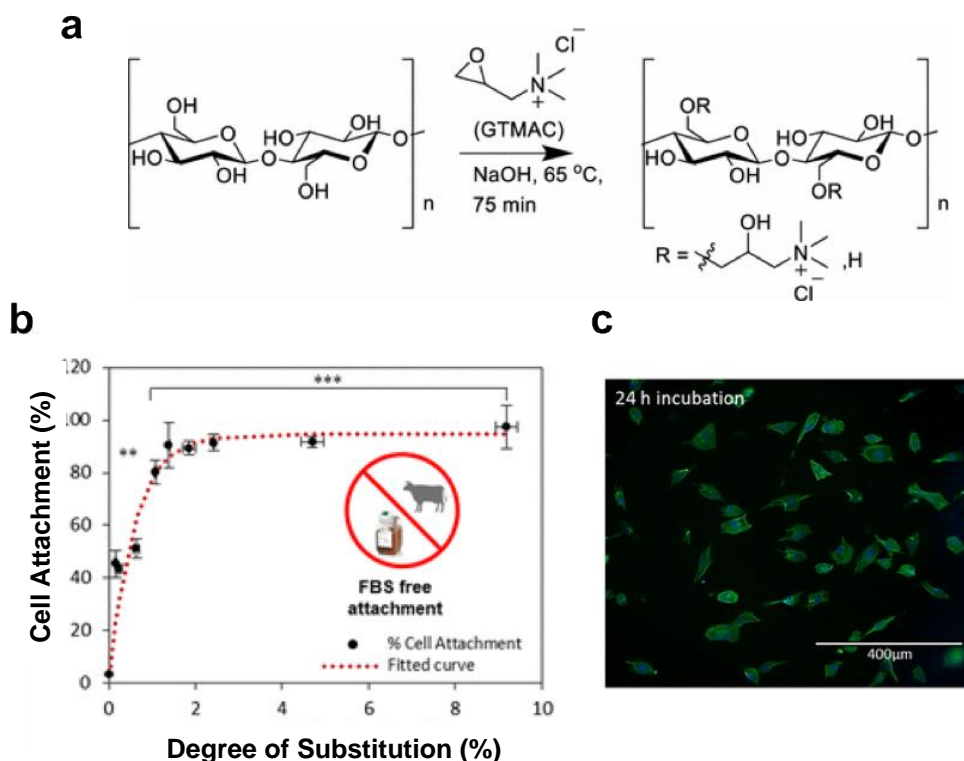 a
Cl−
O
N
+
(GTMAC)
NaOH, 65 °C,
75 min
OH
O
HO
OH
O
HO
OH
O
O
OH
n
OR
O
HO
OH
O
HO
OH
O
O
OR
n
R =
OH
N
+
Cl−
,H
b
120
100
80
60
40
20
0
Cell Attachment (%)
**
***
FBS free
attachment
% Cell Attachment
Fitted curve
0 2 4 6 8 10
Degree of Substitution (%)
c
24 h incubation
400µm